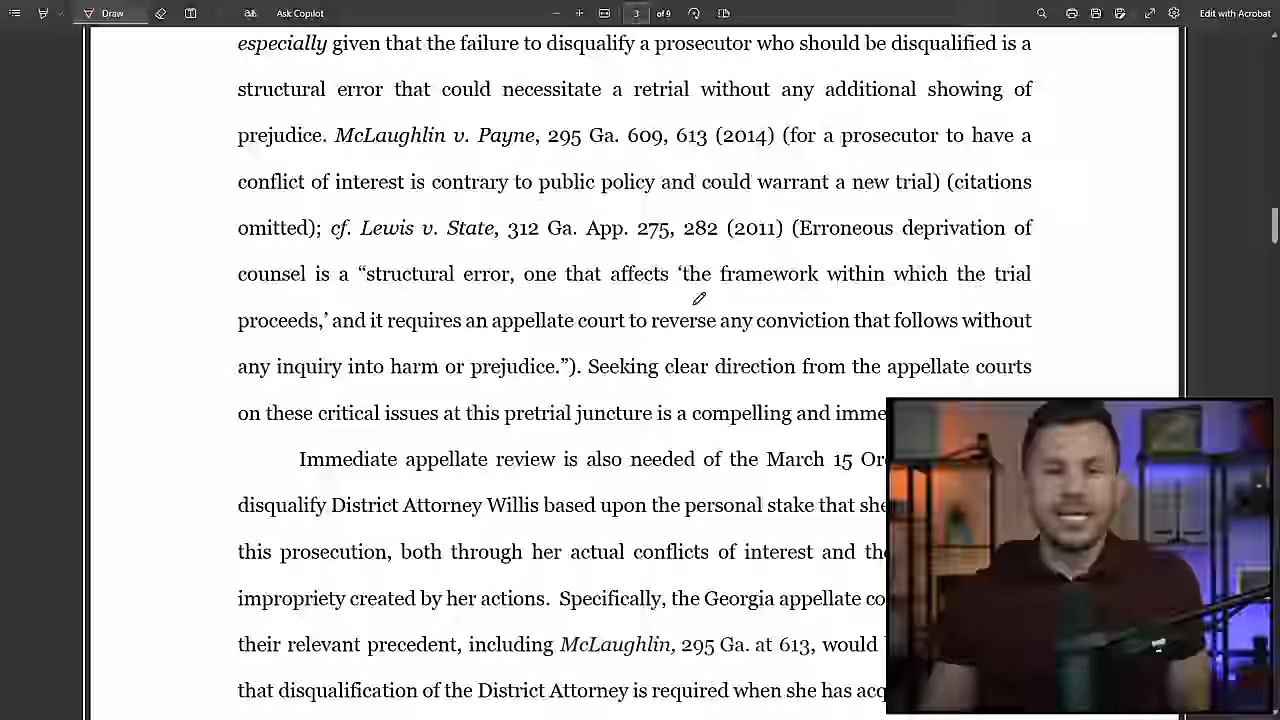 Draw
Ask Copilot
3 of 9
Edit with Acrobat
especially given that the failure to disqualify a prosecutor who should be disqualified is a
structural error that could necessitate a retrial without any additional showing of
prejudice. McLaughlin v. Payne, 295 Ga. 609, 613 (2014) (for a prosecutor to have a
conflict of interest is contrary to public policy and could warrant a new trial) (citations
omitted); cf. Lewis v. State, 312 Ga. App. 275, 282 (2011) (Erroneous deprivation of
counsel is a “structural error, one that affects ‘the framework within which the trial
proceeds,’ and it requires an appellate court to reverse any conviction that follows without
any inquiry into harm or prejudice.”). Seeking clear direction from the appellate courts
on these critical issues at this pretrial juncture is a compelling and
Immediate appellate review is also needed of the March 15
disqualify District Attorney Willis based upon the personal stake that she
this prosecution, both through her actual conflicts of interest and
impropriety created by her actions. Specifically, the Georgia appellate
their relevant precedent, including McLaughlin, 295 Ga. at 613, would
that disqualification of the District Attorney is required when she has